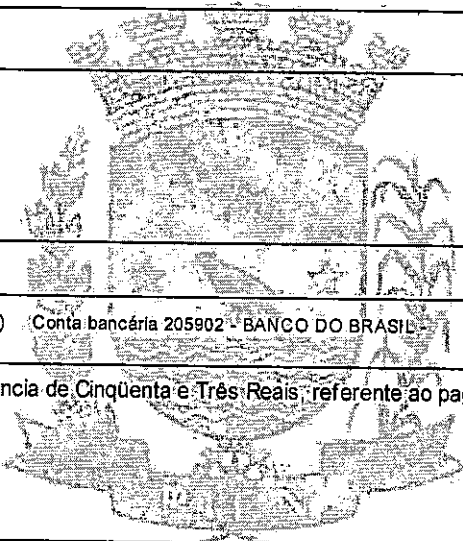 ) Conta bancária 205902 - BANCO DO BRASIL -
ncia de Cinqüenta e Três Reais, referente ao pa